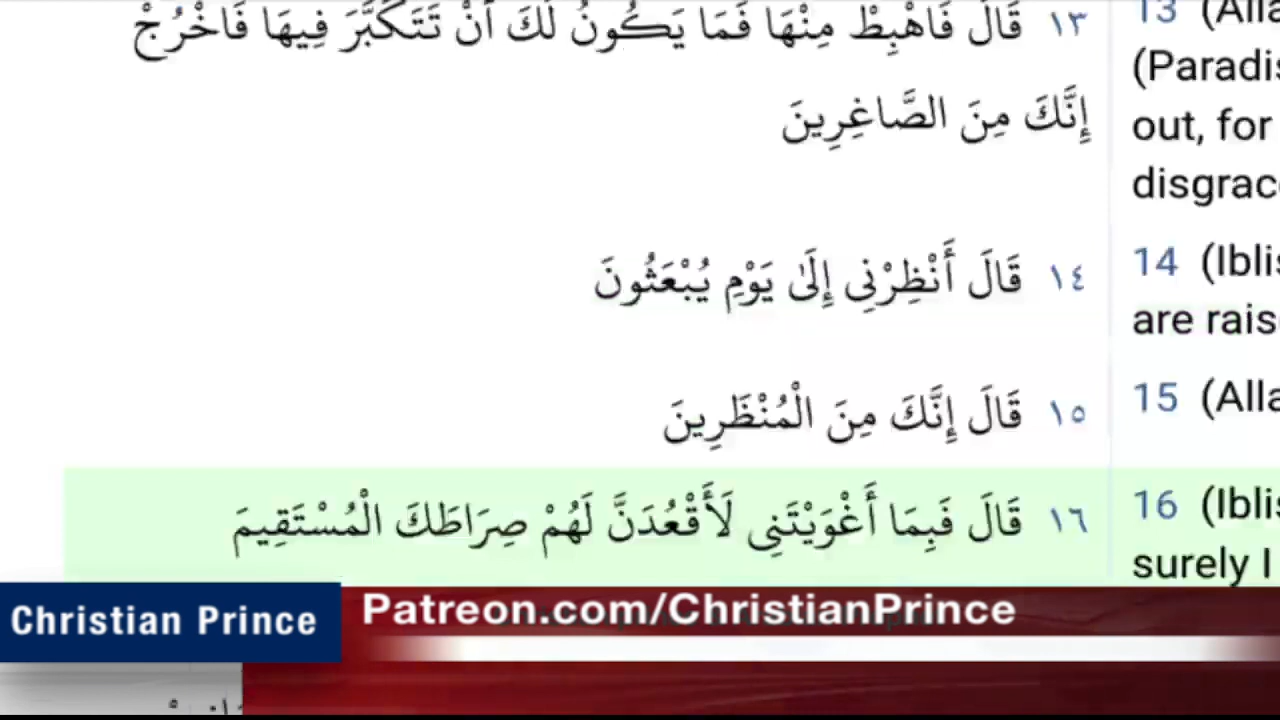 ١٣ قَالَ فَاهْبِطْ مِنْهَا فَمَا يَكُونُ لَكَ أَنْ تَتَكَبَّرَ فِيهَا فَاخْرُجْ
إِنَّكَ مِنَ الصَّاغِرِينَ
13 (Alla
(Paradis
out, for
disgrac
١٤ قَالَ أَنْظِرْنِي إِلَىٰ يَوْمِ يُبْعَثُونَ
14 (Iblis
are rais
١٥ قَالَ إِنَّكَ مِنَ الْمُنْظَرِينَ
15 (Alla
١٦ قَالَ فَبِمَا أَغْوَيْتَنِي لَأَقْعُدَنَّ لَهُمْ صِرَاطَكَ الْمُسْتَقِيمَ
16 (Iblis
surely I
Christian Prince
Patreon.com/ChristianPrince